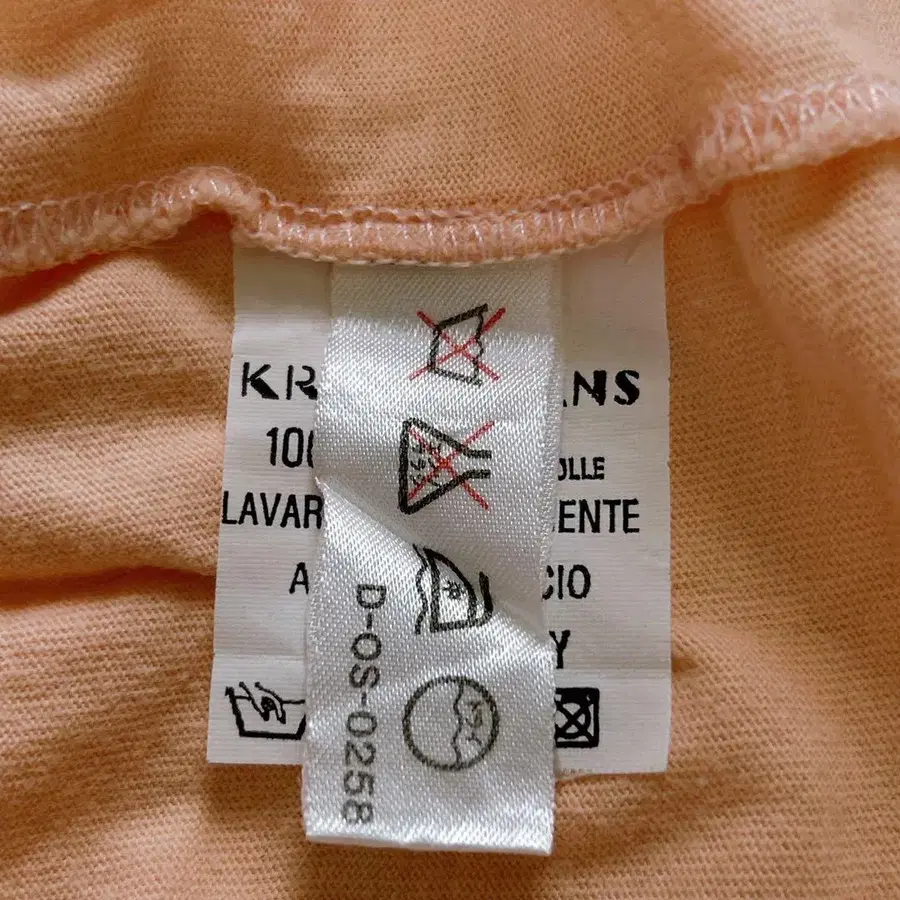 KR
ANS
10
OLLE
LAVAR
ENTE
A
CIO
Y
D-OS-0258